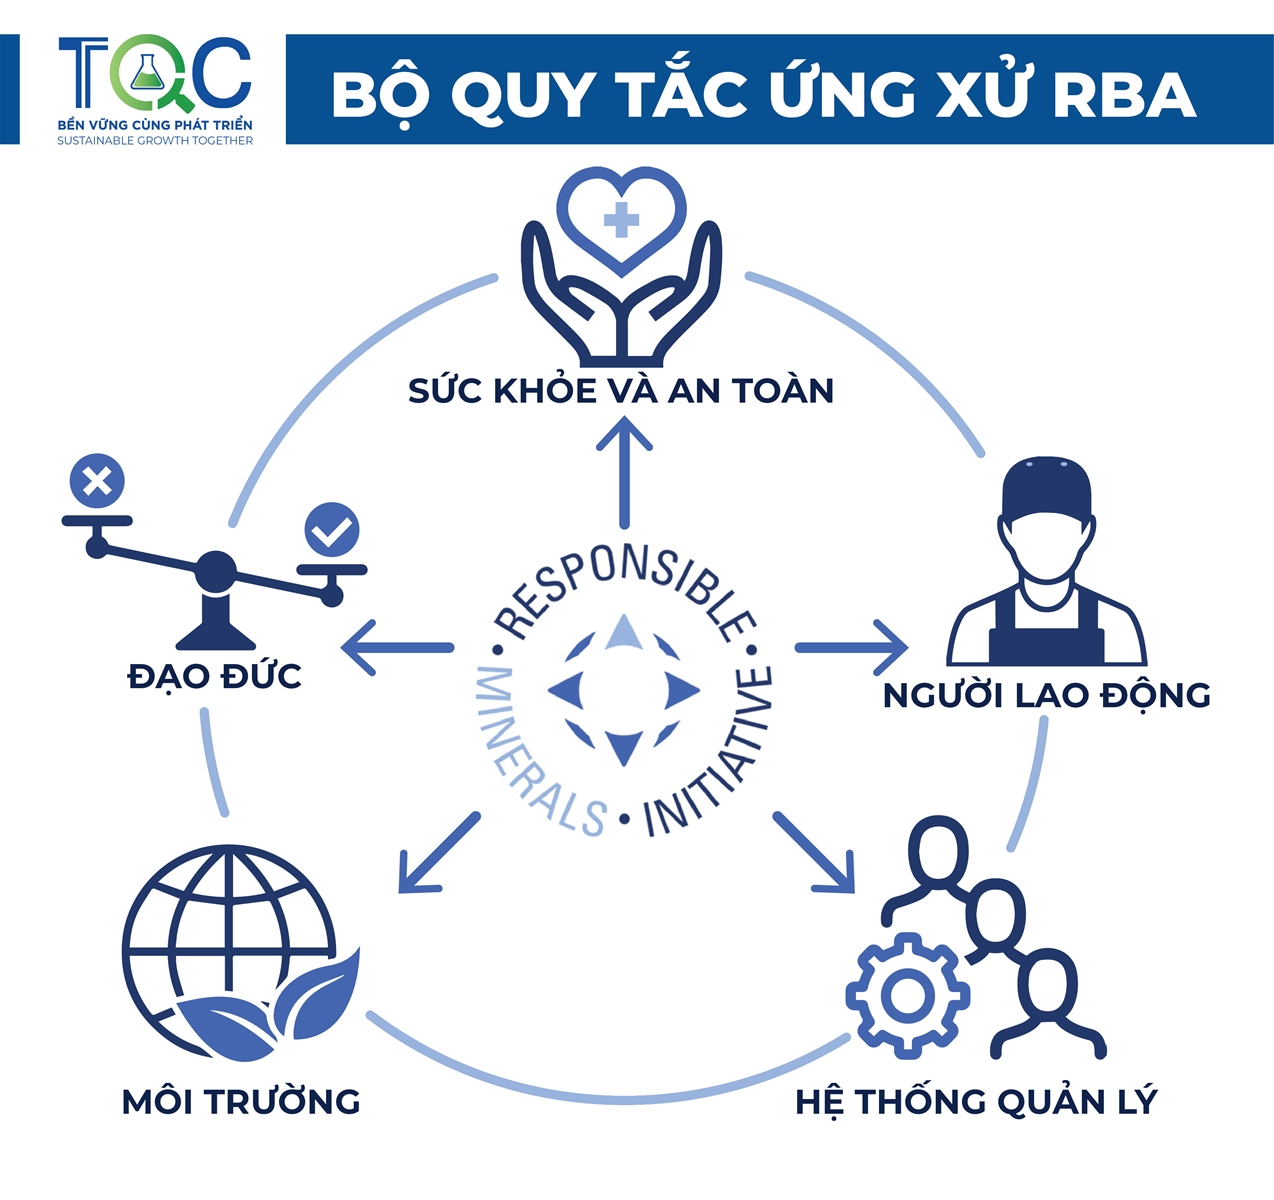 TQC
BỀN VỮNG CÙNG PHÁT TRIỂN
SUSTAINABLE GROWTH TOGETHER
BỘ QUY TẮC ỨNG XỬ RBA
SỨC KHỎE VÀ AN TOÀN
ĐẠO ĐỨC
• RESPONSIBLE •
MINERALS • INITIATIVE
NGƯỜI LAO ĐỘNG
MÔI TRƯỜNG
HỆ THỐNG QUẢN LÝ